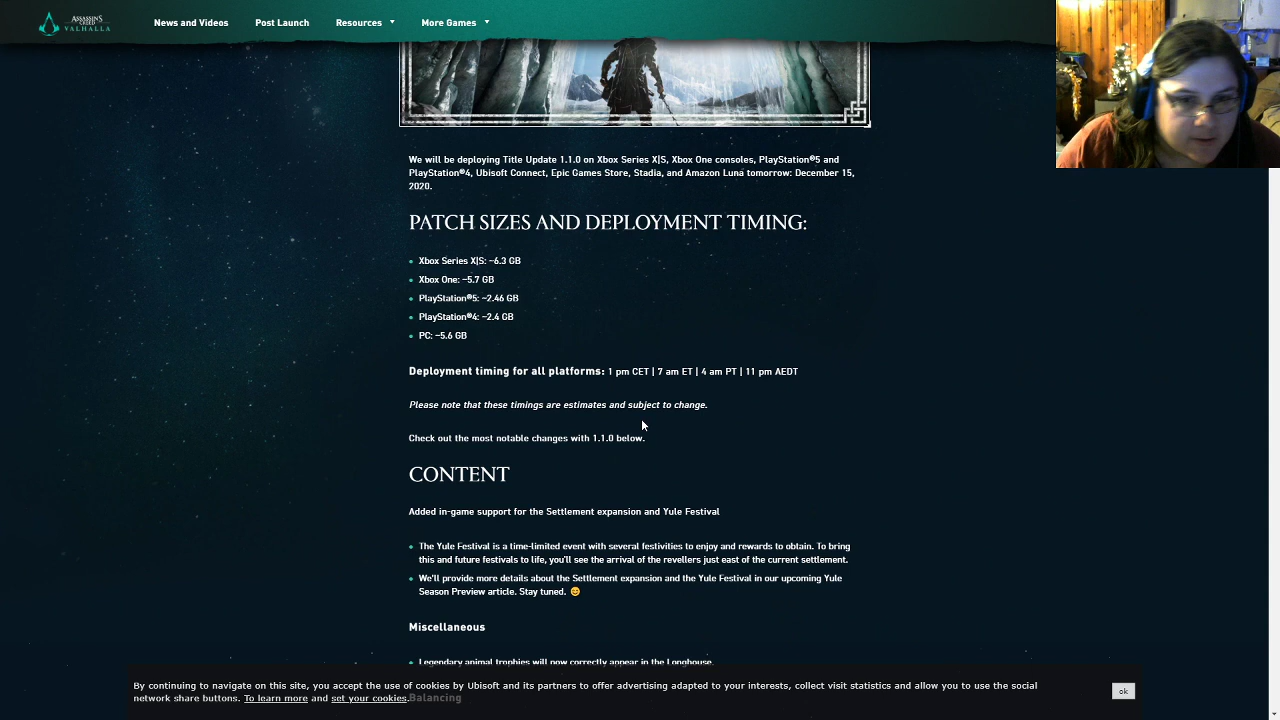 ASSASSIN'S CREED
VALHALLA
News and Videos
Post Launch
Resources
More Games
We will be deploying Title Update 1.1.0 on Xbox Series X|S, Xbox One consoles, PlayStation®5 and
PlayStation®4, Ubisoft Connect, Epic Games Store, Stadia, and Amazon Luna tomorrow: December 15,
2020.
PATCH SIZES AND DEPLOYMENT TIMING:
Xbox Series X|S: ~6.3 GB
Xbox One: ~5.7 GB
PlayStation®5: ~2.46 GB
PlayStation®4: ~2.4 GB
PC: ~5.6 GB
Deployment timing for all platforms: 1 pm CET | 7 am ET | 4 am PT | 11 pm AEDT
Please note that these timings are estimates and subject to change.
Check out the most notable changes with 1.1.0 below.
CONTENT
Added in-game support for the Settlement expansion and Yule Festival
The Yule Festival is a time-limited event with several festivities to enjoy and rewards to obtain. To bring
this and future festivals to life, you'll see the arrival of the revellers just east of the current settlement.
We'll provide more details about the Settlement expansion and the Yule Festival in our upcoming Yule
Season Preview article. Stay tuned. 😊
Miscellaneous
Legendary animal trophies will now correctly appear in the Longhouse.
Balancing
By continuing to navigate on this site, you accept the use of cookies by Ubisoft and its partners to offer advertising adapted to your interests, collect visit statistics and allow you to use the social
network share buttons. To learn more and set your cookies.
ok